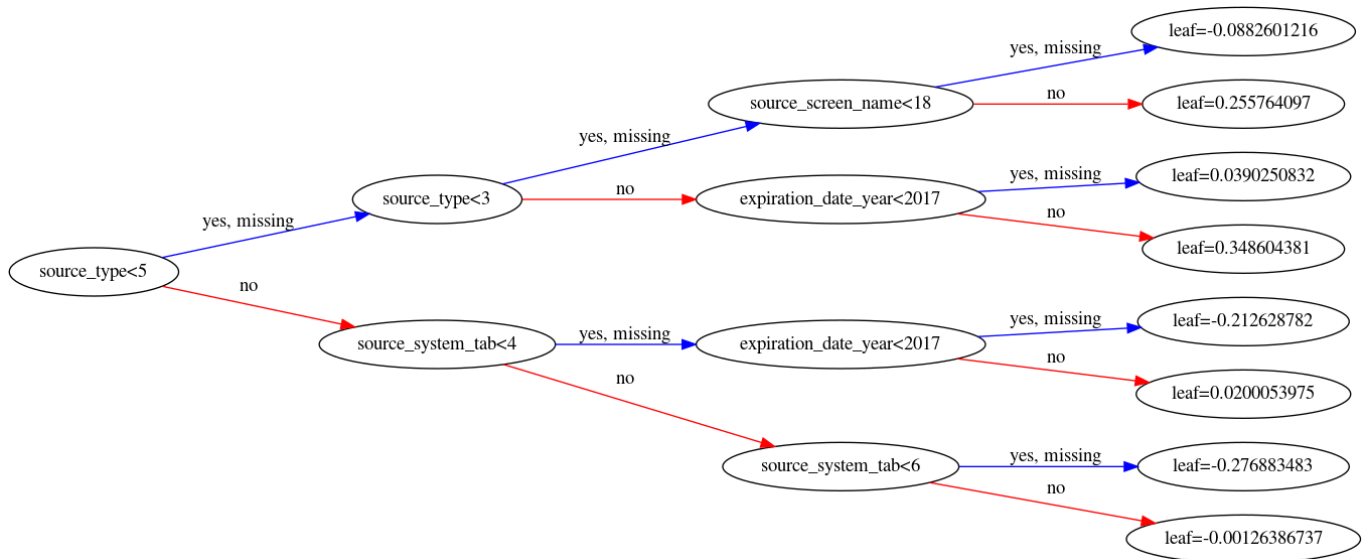 leaf=-0.0882601216
yes, missing
source_screen_name<18
no
leaf=0.255764097
yes, missing
source_type<3
no
expiration_date_year<2017
yes, missing
leaf=0.0390250832
no
leaf=0.348604381
yes, missing
source_type<5
no
source_system_tab<4
yes, missing
expiration_date_year<2017
yes, missing
leaf=-0.212628782
no
leaf=0.0200053975
no
source_system_tab<6
yes, missing
leaf=-0.276883483
no
leaf=-0.00126386737